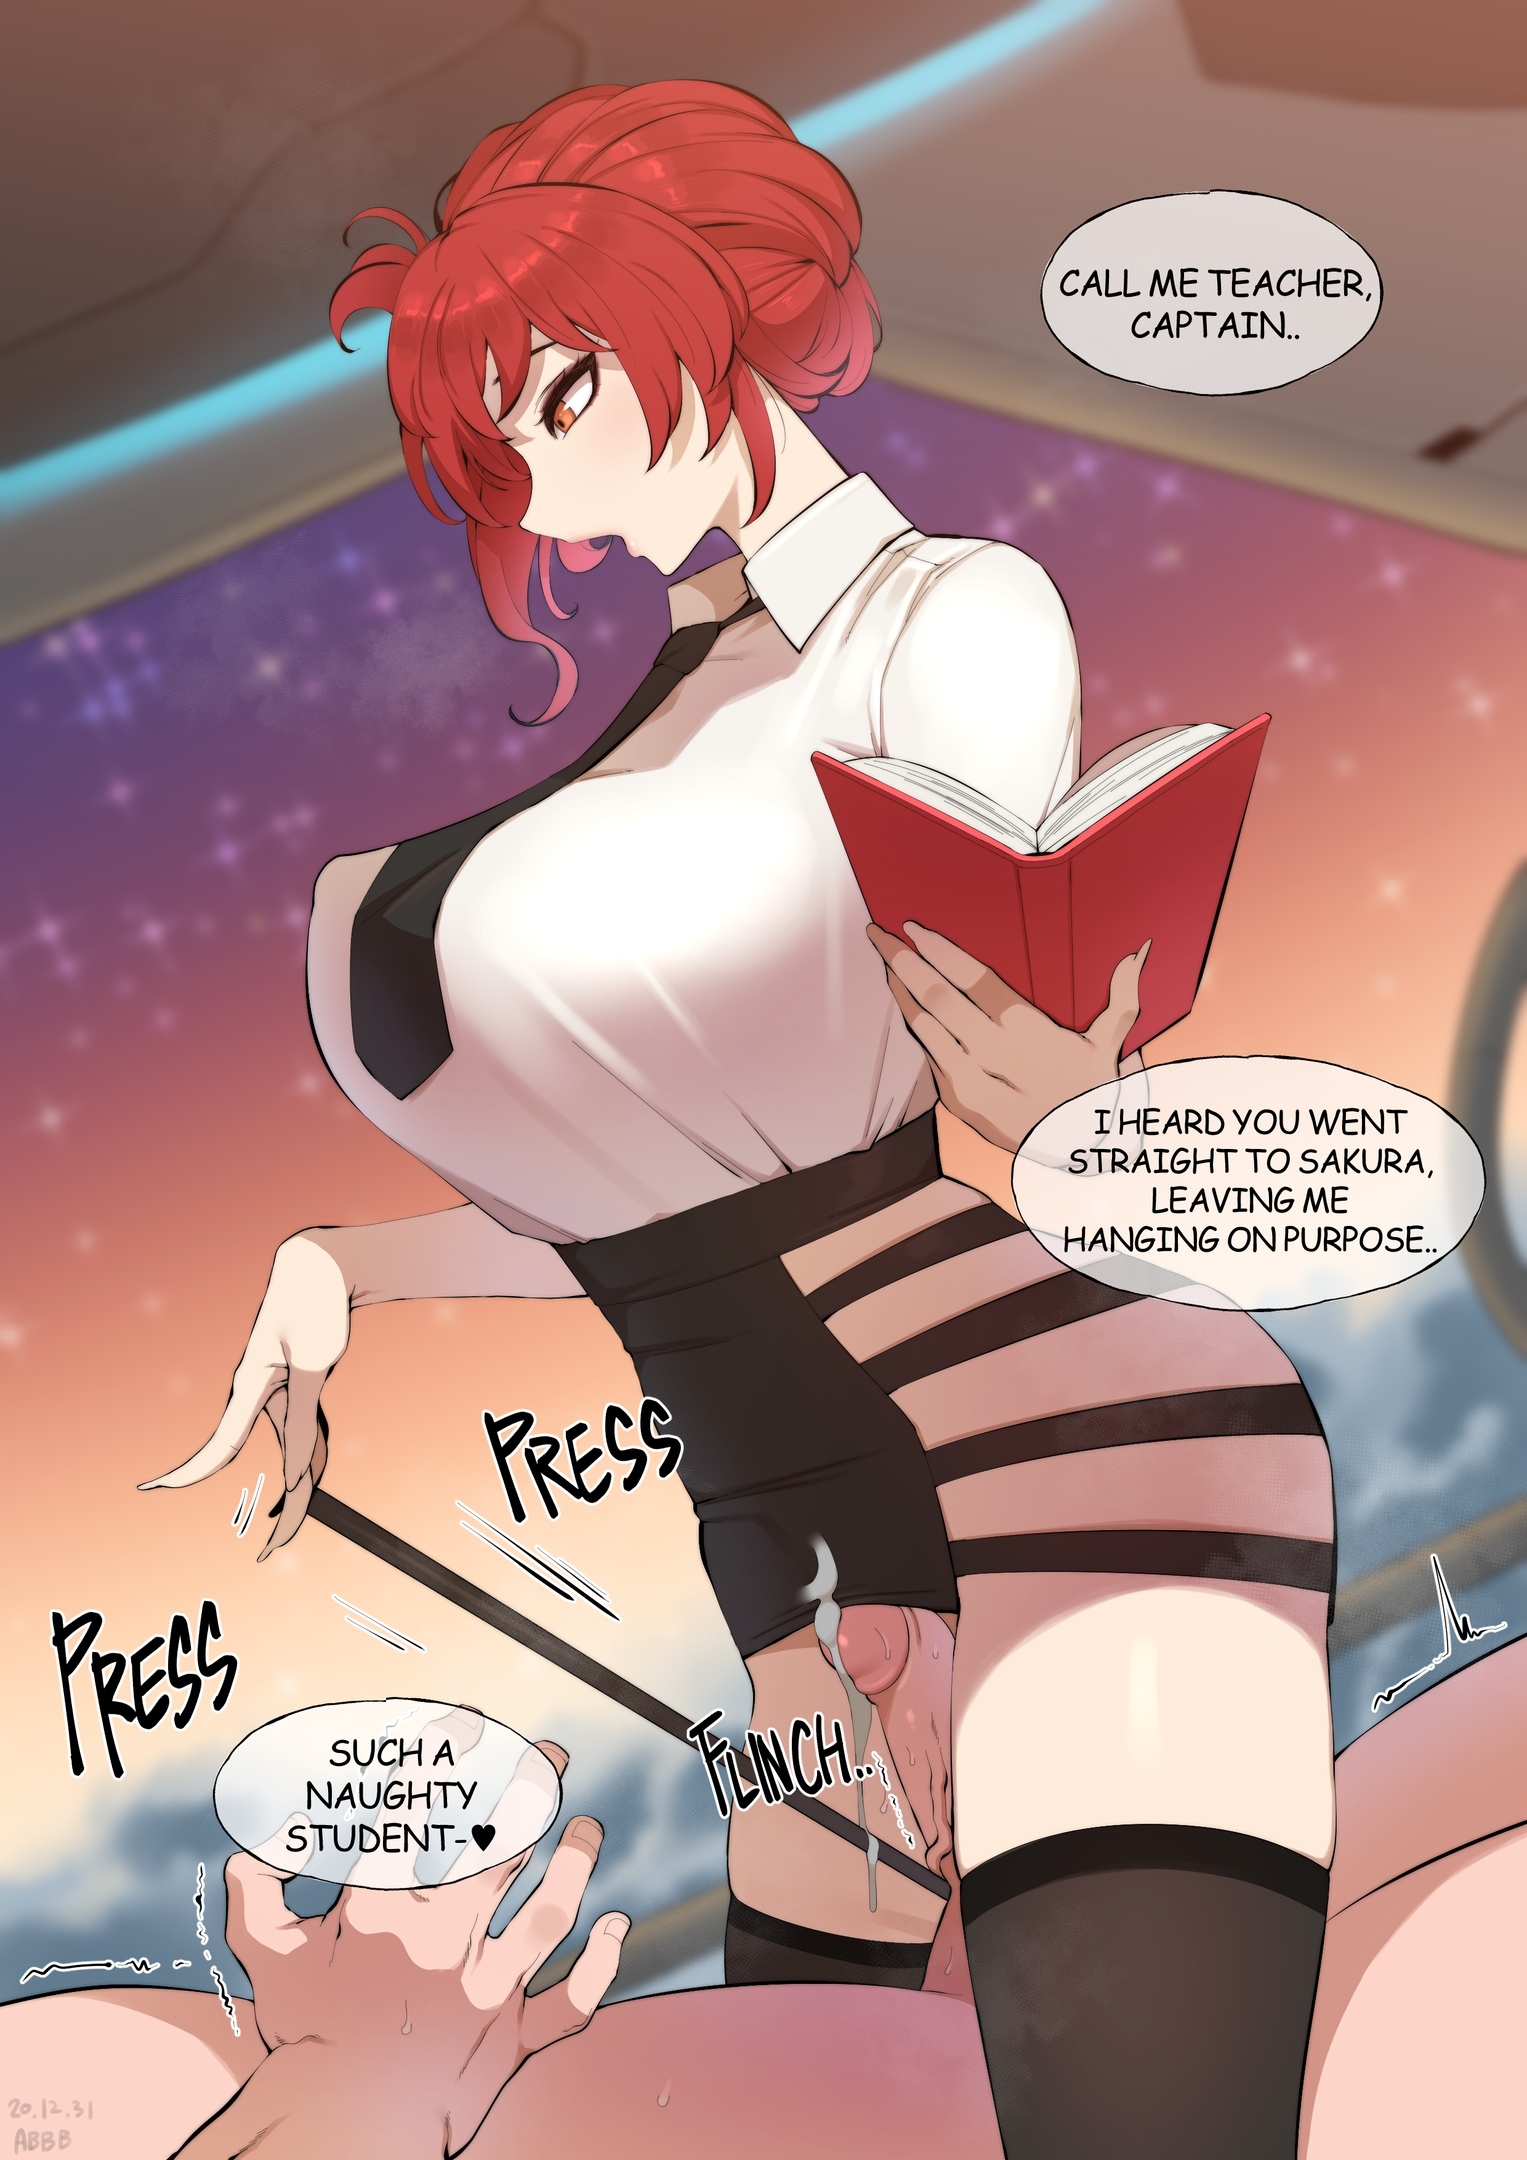 CALL ME TEACHER,
CAPTAIN..
I HEARD YOU WENT
STRAIGHT TO SAKURA,
LEAVING ME
HANGING ON PURPOSE..
PRESS
PRESS
FLINCH..
SUCH A
NAUGHTY
STUDENT-♥
20.12.31
ABBB